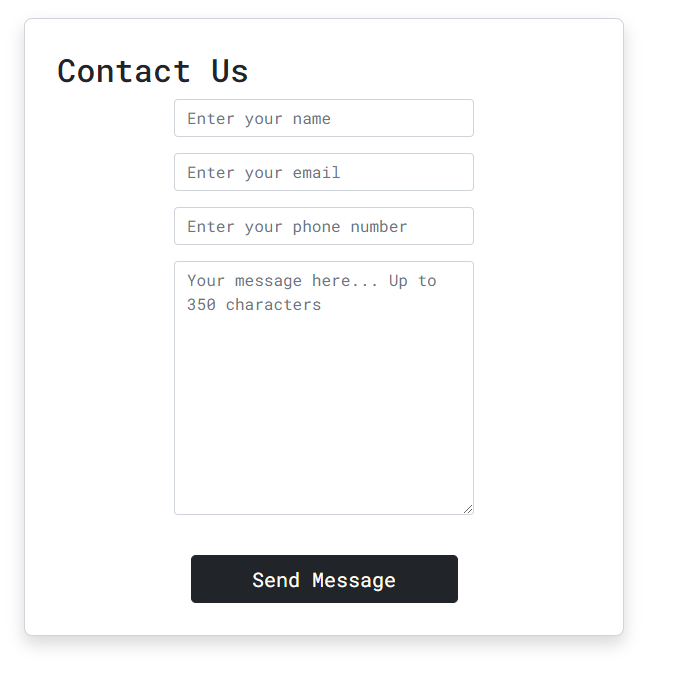 Contact Us
Enter your name
Enter your email
Enter your phone number
Your message here... Up to
350 characters
Send Message